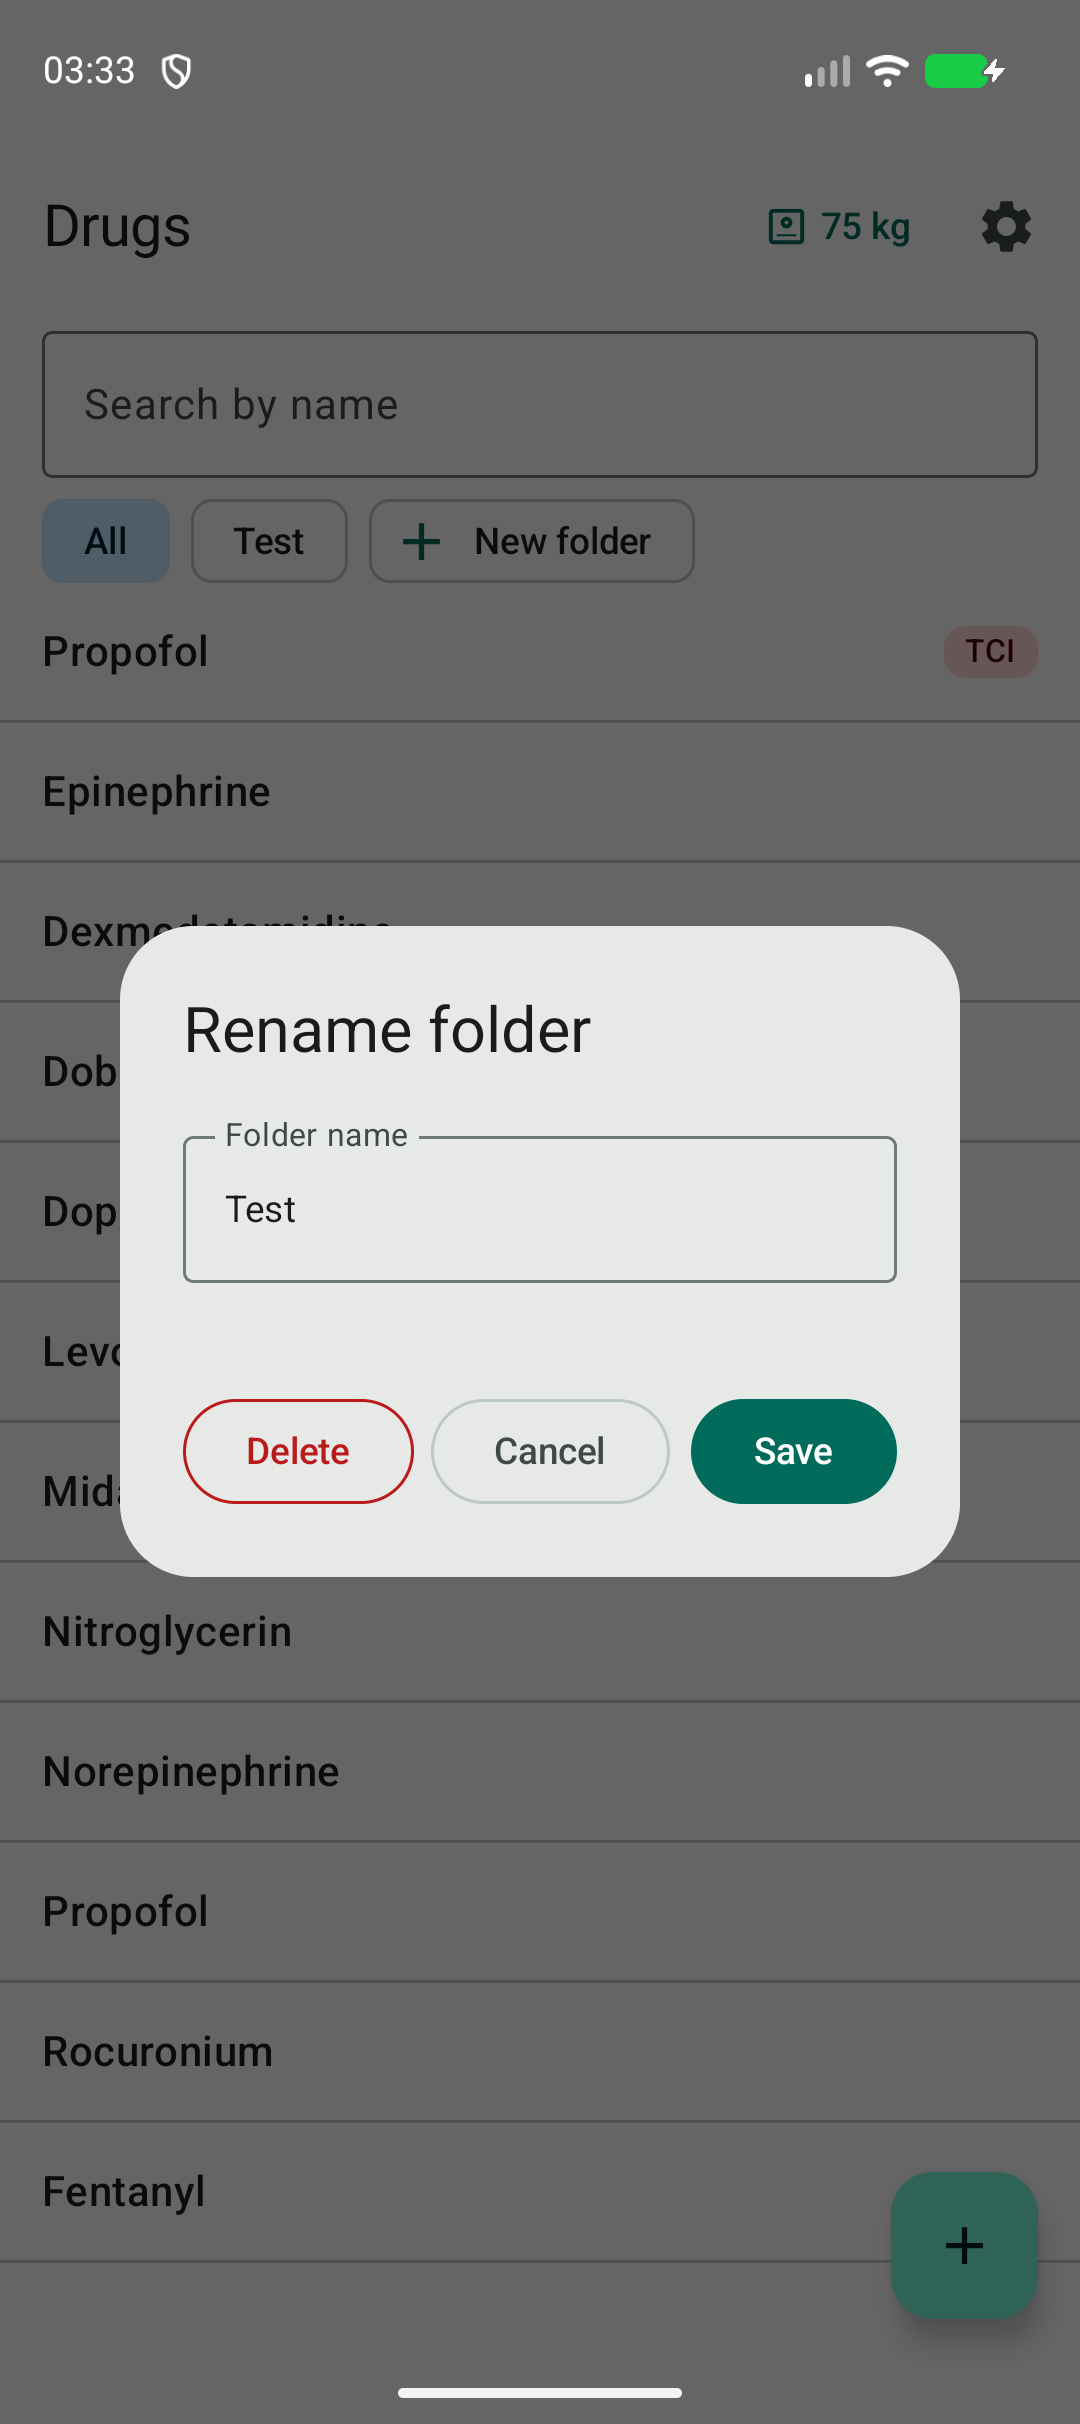 03:33
Drugs
75 kg
Search by name
All
Test
New folder
Propofol
TCI
Epinephrine
Rename folder
Folder name
Test
Delete
Cancel
Save
Nitroglycerin
Norepinephrine
Propofol
Rocuronium
Fentanyl